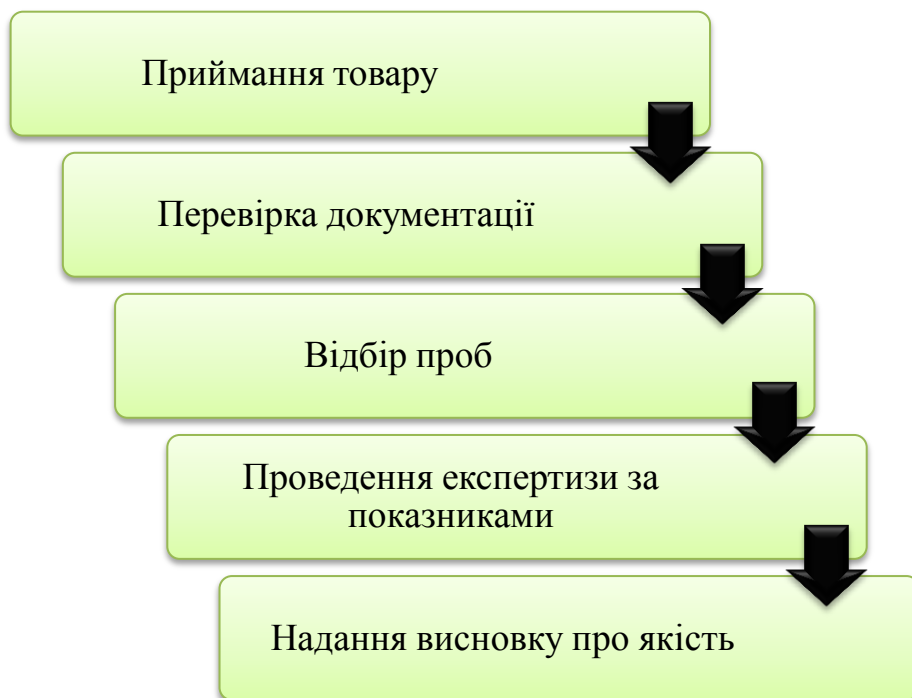 Приймання товару
Перевірка документації
Відбір проб
Проведення експертизи за
показниками
Надання висновку про якість